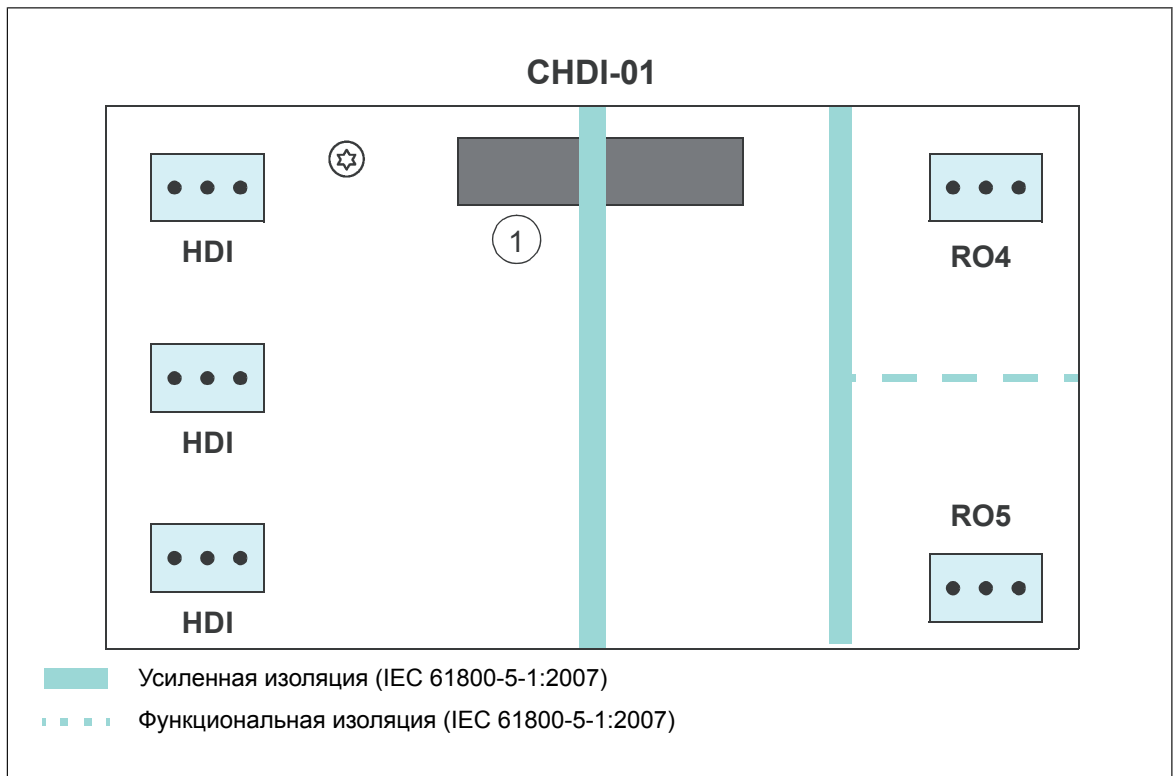 CHDI-01
HDI
1
RO4
HDI
RO5
HDI
Усиленная изоляция (IEC 61800-5-1:2007)
Функциональная изоляция (IEC 61800-5-1:2007)